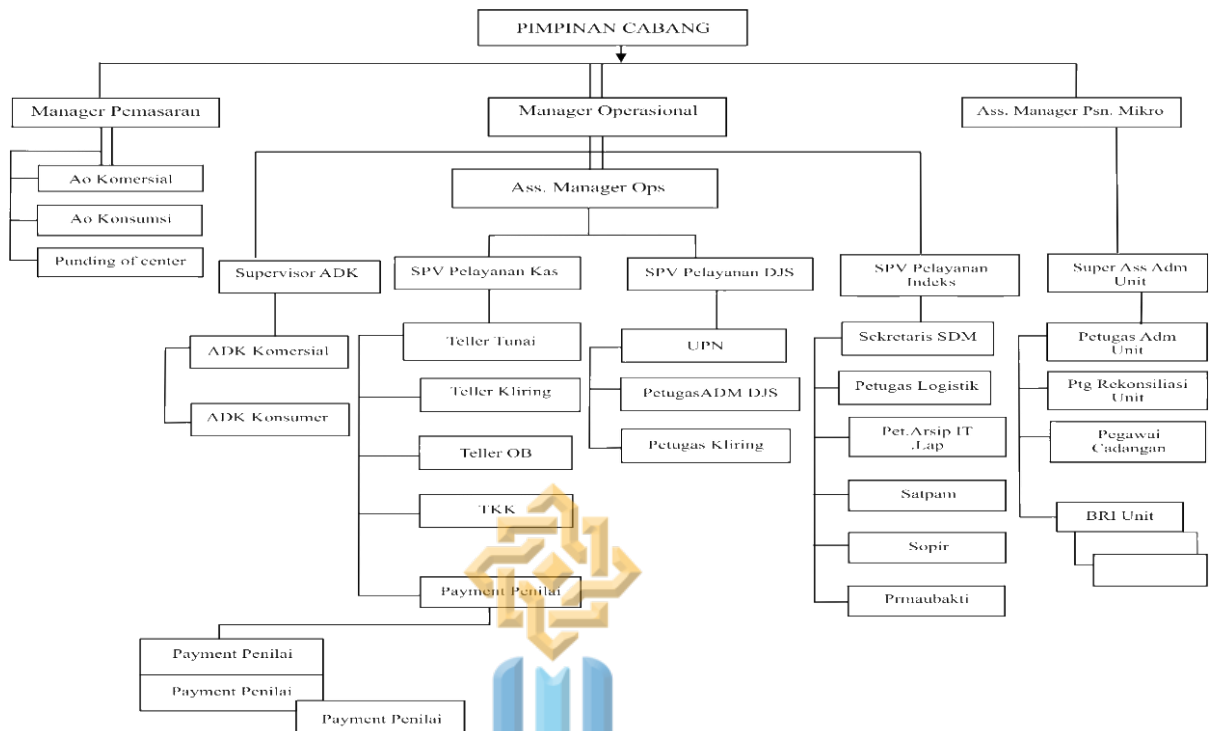 PIMPINAN CABANG
Manager Pemasaran
Manager Operasional
Ass. Manager Psn. Mikro
Ao Komersial
Ao Konsumsi
Punding of center
Ass. Manager Ops
Supervisor ADK
SPV Pelayanan Kas
SPV Pelayanan DJS
SPV Pelayanan
Indeks
Super Ass Adm
Unit
ADK Komersial
ADK Konsumer
Teller Tunai
Teller Kliring
Teller OB
TKK
Payment Penilai
UPN
PetugasADM DJS
Petugas Kliring
Sekretaris SDM
Petugas Logistik
Pet.Arsip IT
.Lap
Satpam
Sopir
Prmaubakti
Petugas Adm
Unit
Ptg Rekonsiliasi
Unit
Pegawai
Cadangan
BRI Unit
Payment Penilai
Payment Penilai
Payment Penilai